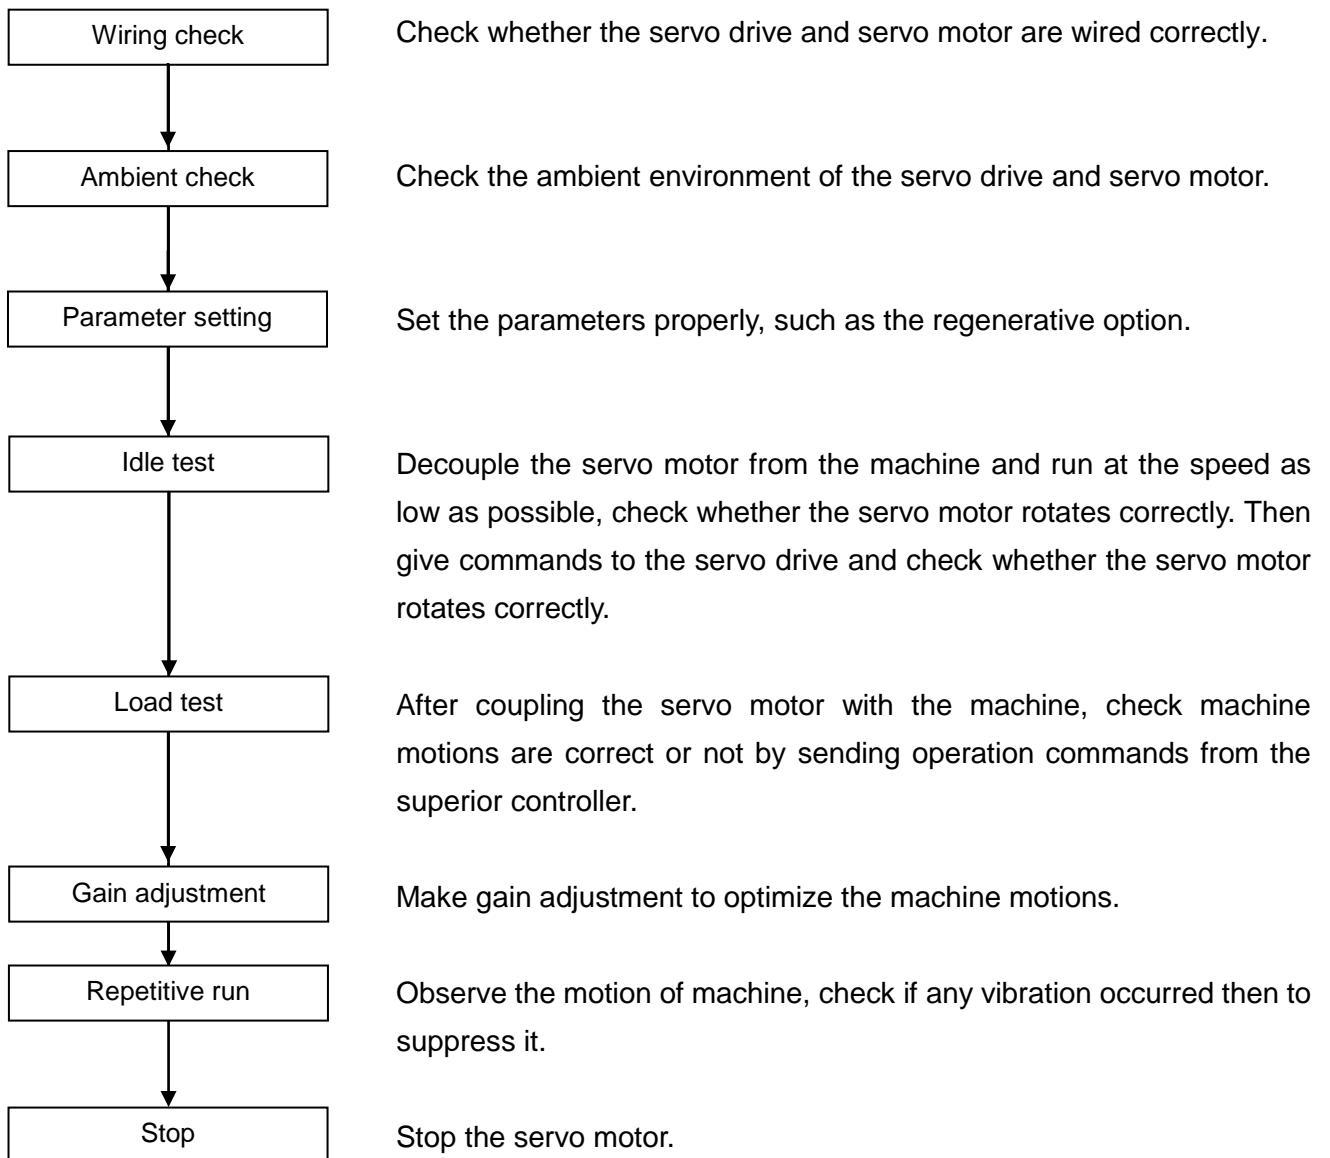 Wiring check
Check whether the servo drive and servo motor are wired correctly.
Ambient check
Check the ambient environment of the servo drive and servo motor.
Parameter setting
Set the parameters properly, such as the regenerative option.
Idle test
Decouple the servo motor from the machine and run at the speed as
low as possible, check whether the servo motor rotates correctly. Then
give commands to the servo drive and check whether the servo motor
rotates correctly.
Load test
After coupling the servo motor with the machine, check machine
motions are correct or not by sending operation commands from the
superior controller.
Gain adjustment
Make gain adjustment to optimize the machine motions.
Repetitive run
Observe the motion of machine, check if any vibration occurred then to
suppress it.
Stop
Stop the servo motor.